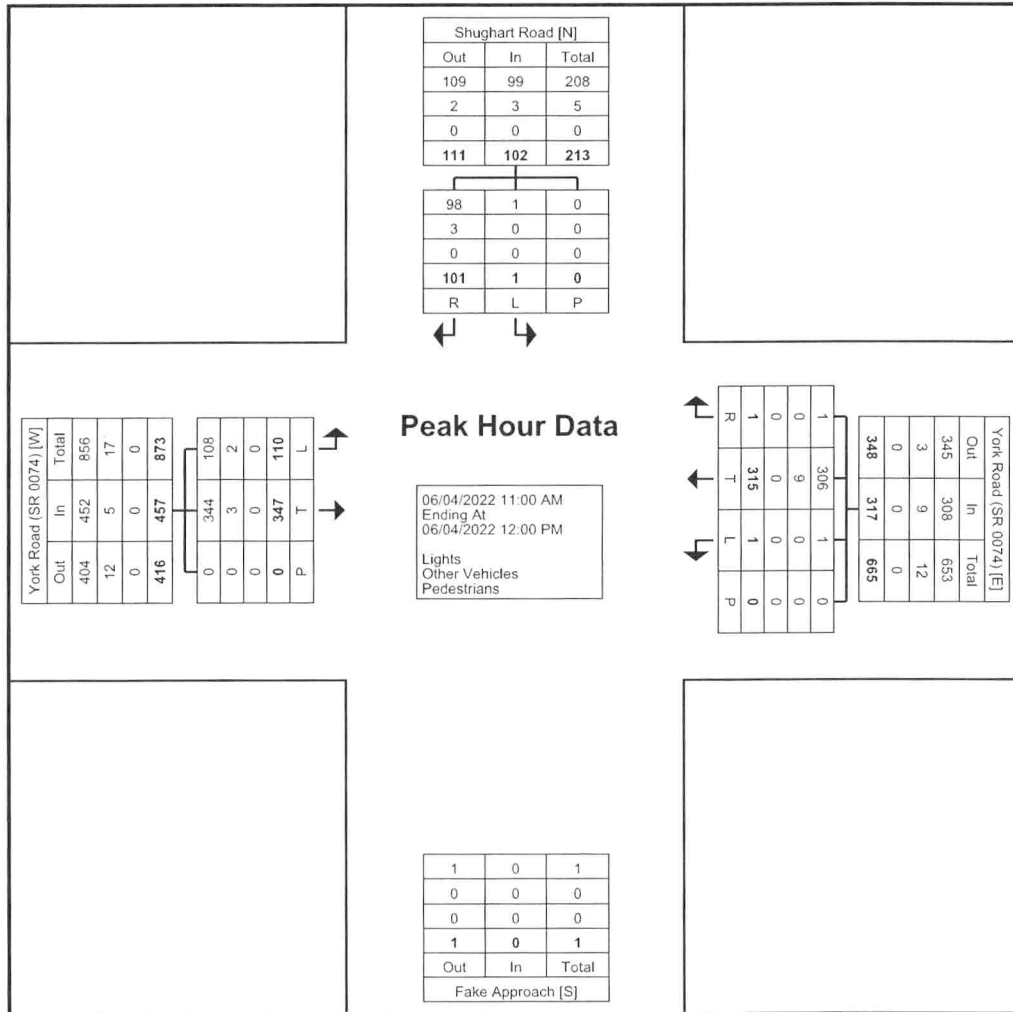 Shughart Road [N]
Out In Total
109 99 208
2 3 5
0 0 0
111 102 213
98 1 0
3 0 0
0 0 0
101 1 0
R L P
York Road (SR 0074) [W]
Total 856 17 0 873
In 452 5 0 457
Out 404 12 0 416
108 2 0 110 L
344 3 0 347 T
0 0 0 0 P
Peak Hour Data
06/04/2022 11:00 AM
Ending At
06/04/2022 12:00 PM
Lights
Other Vehicles
Pedestrians
R 1 0 0 1
T 315 0 9 306
L 1 0 0 1
P 0 0 0 0
York Road (SR 0074) [E]
348 0 3 345 Out
317 0 9 308 In
665 0 12 653 Total
1 0 1
0 0 0
0 0 0
1 0 1
Out In Total
Fake Approach [S]